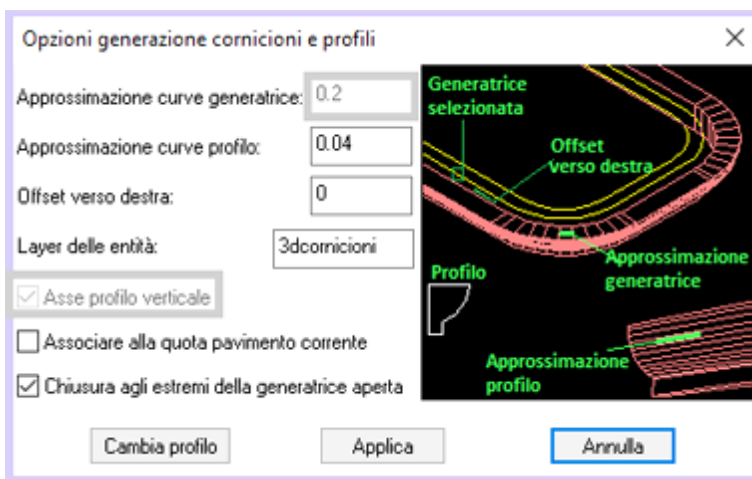 Opzioni generazione cornicioni e profili
Approssimazione curve generatrice: 0.2
Approssimazione curve profilo: 0.04
Offset verso destra: 0
Layer delle entità: 3dcornicioni
Asse profilo verticale
Associare alla quota pavimento corrente
Chiusura agli estremi della generatrice aperta
Generatrice
selezionata
Offset
verso destra
Approssimazione
generatrice
Profilo
Approssimazione
profilo
Cambia profilo
Applica
Annulla